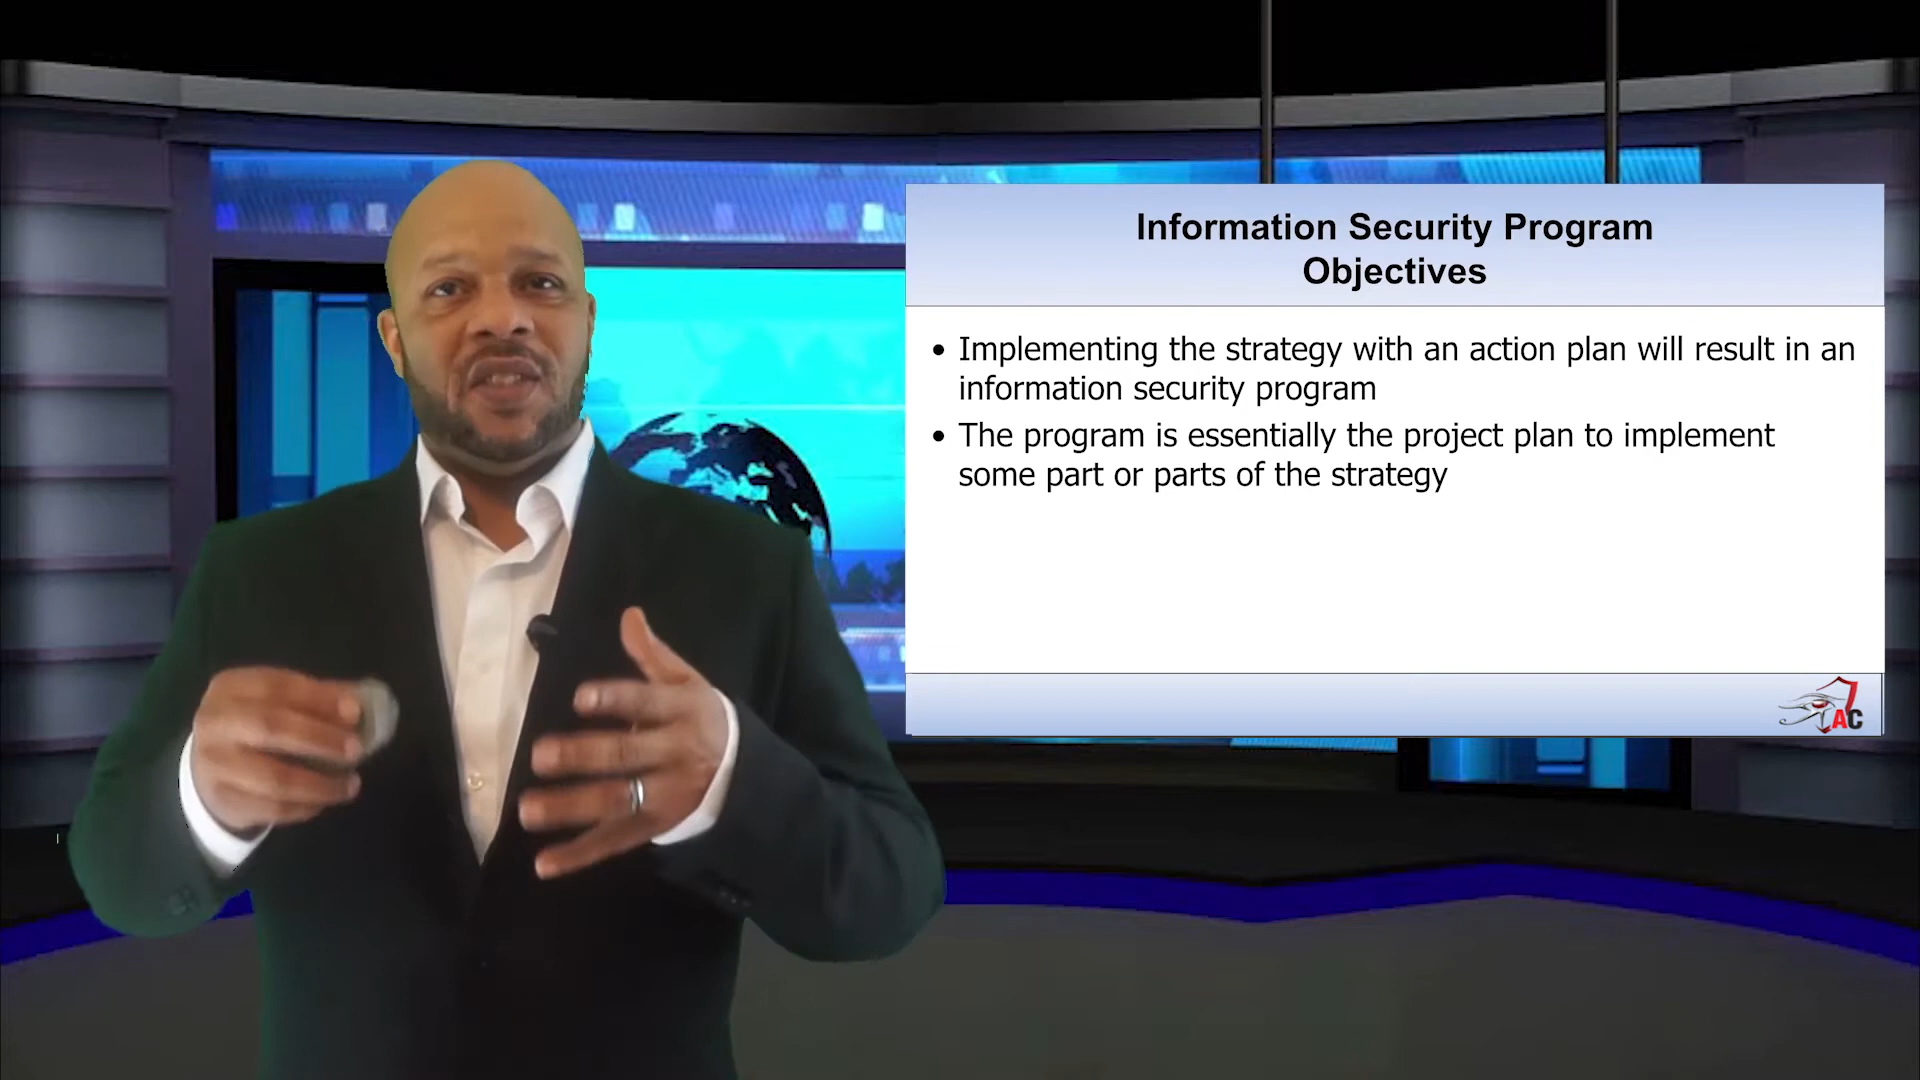 Information Security Program
Objectives
• Implementing the strategy with an action plan will result in an
information security program
• The program is essentially the project plan to implement
some part or parts of the strategy
AC